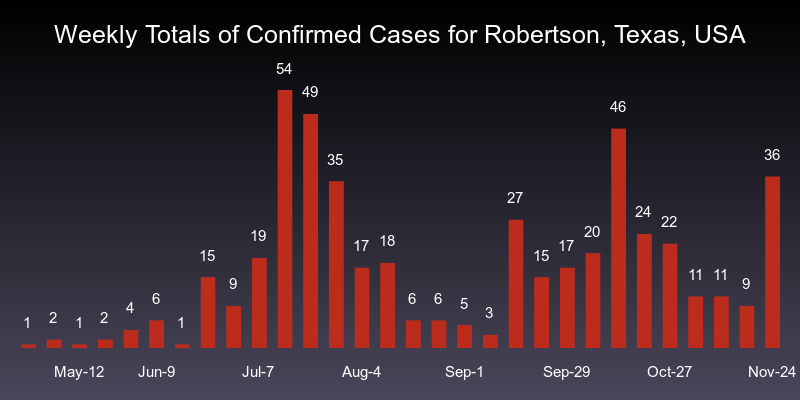 Weekly Totals of Confirmed Cases for Robertson, Texas, USA
1 2 1 2 4 6 1 15 9 19 54 49 35 17 18 6 6 5 3 27 15 17 20 46 24 22 11 11 9 36
May-12 Jun-9 Jul-7 Aug-4 Sep-1 Sep-29 Oct-27 Nov-24